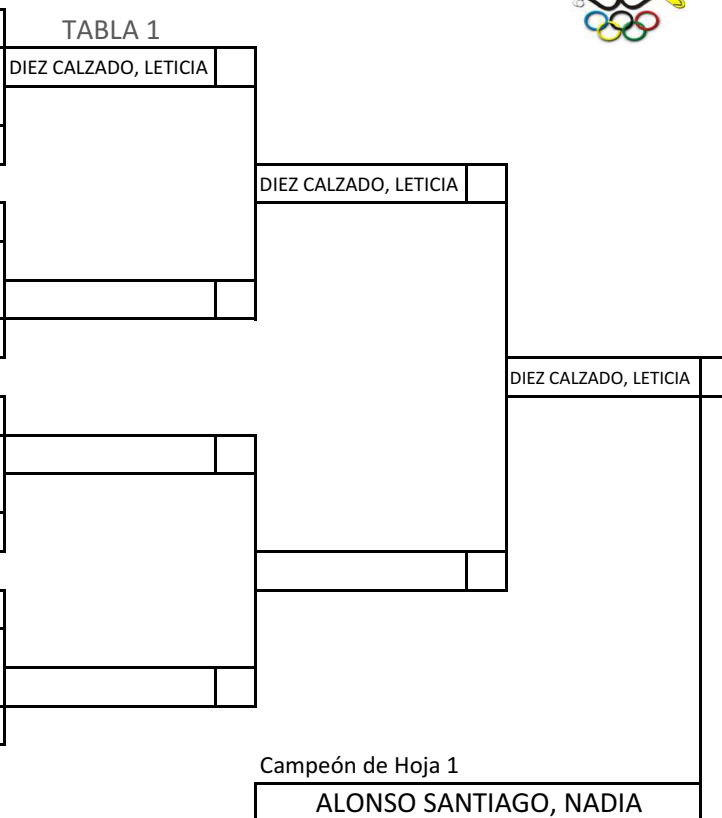 TABLA 1
DIEZ CALZADO, LETICIA
DIEZ CALZADO, LETICIA
DIEZ CALZADO, LETICIA
Campeón de Hoja 1
ALONSO SANTIAGO, NADIA